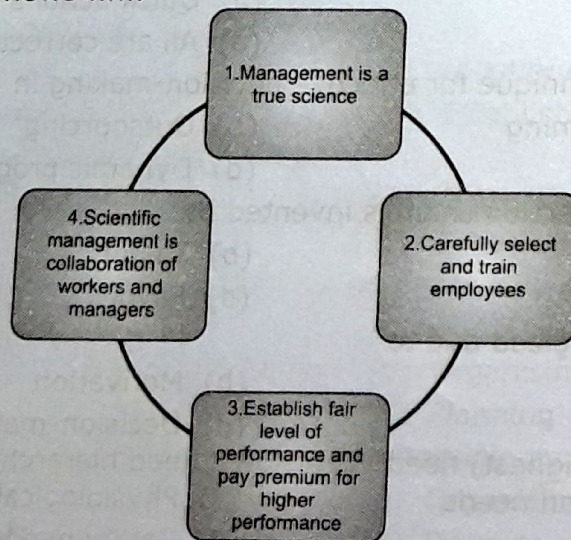 1.Management is a
true science
4.Scientific
management is
collaboration of
workers and
managers
2.Carefully select
and train
employees
3.Establish fair
level of
performance and
pay premium for
higher
performance